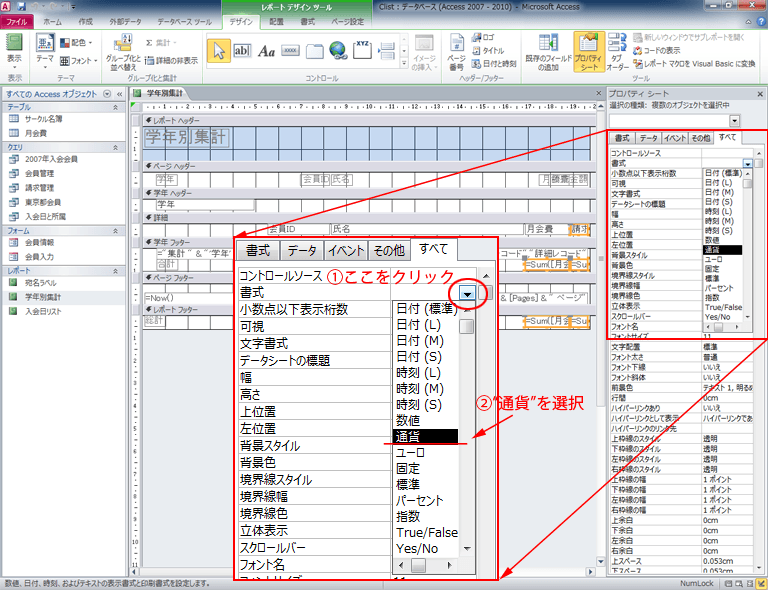 レポート デザイン ツール
Clist : データベース (Access 2007 - 2010) - Microsoft Access
ファイル
ホーム
作成
外部データ
データベース ツール
デザイン
配置
書式
ページ設定
表示
テーマ
配色
フォント
グループ化と
並べ替え
集計
詳細の非表示
ab|
Aa
XYZ
イメージ
の挿入
ページ
番号
ロゴ
タイトル
日付と時刻
既存のフィールド
の追加
プロパティ
シート
タブ
オーダー
新しいウィンドウでサブレポートを開く
コードの表示
レポート マクロを Visual Basic に変換
表示
テーマ
グループ化と集計
コントロール
ヘッダー/フッター
ツール
すべての Access オブジェクト
テーブル
サークル名簿
月会費
クエリ
2007年入会会員
会員管理
請求管理
東京都会員
入会日と所属
フォーム
会員情報
会員入力
レポート
宛名ラベル
学年別集計
入会日リスト
学年別集計
レポート ヘッダー
学年別集計
ページ ヘッダー
学年
会員ID
氏名
学年 ヘッダー
学年
詳細
会員ID
氏名
月会費
請求
学年 フッター
="集計 " & "'学年'
コード" "詳細レコード"
合計
=Sum([月会
=Su
ページ フッター
=Now()
& [Pages] & " ページ"
レポート フッター
総計
=Sum([月会
=Su
書式
データ
イベント
その他
すべて
コントロールソース
①ここをクリック
書式
小数点以下表示桁数
可視
文字書式
データシートの標題
幅
高さ
上位置
左位置
背景スタイル
背景色
境界線スタイル
境界線幅
境界線色
立体表示
スクロールバー
フォント名
フォントサイズ
11
日付 (標準)
日付 (L)
日付 (M)
日付 (S)
時刻 (L)
時刻 (M)
時刻 (S)
数値
通貨
ユーロ
固定
標準
パーセント
指数
True/False
Yes/No
②"通貨"を選択
プロパティ シート
選択の種類: 複数のオブジェクトを選択中
書式
データ
イベント
その他
すべて
コントロールソース
書式
小数点以下表示桁数
可視
文字書式
データシートの標題
幅
高さ
上位置
左位置
背景スタイル
背景色
境界線スタイル
境界線幅
境界線色
立体表示
スクロールバー
フォント名
フォントサイズ
11
日付 (標準)
日付 (L)
日付 (M)
日付 (S)
時刻 (L)
時刻 (M)
時刻 (S)
数値
通貨
ユーロ
固定
標準
パーセント
指数
True/False
Yes/No
文字配置
標準
フォント太さ
普通
フォント下線
いいえ
フォント斜体
いいえ
前景色
テキスト 1, 明るめ
行間
0cm
ハイパーリンクあり
いいえ
ハイパーリンクとして表示
ハイパーリンクであ
ハイパーリンクのリンク先
上枠線のスタイル
透明
下枠線のスタイル
透明
左枠線のスタイル
透明
右枠線のスタイル
透明
上枠線の幅
1 ポイント
下枠線の幅
1 ポイント
左枠線の幅
1 ポイント
右枠線の幅
1 ポイント
上余白
0cm
下余白
0cm
左余白
0cm
右余白
0cm
上スペース
0.053cm
下スペース
0.053cm
数値、日付、時刻、およびテキストの表示書式と印刷書式を設定します。
NumLock